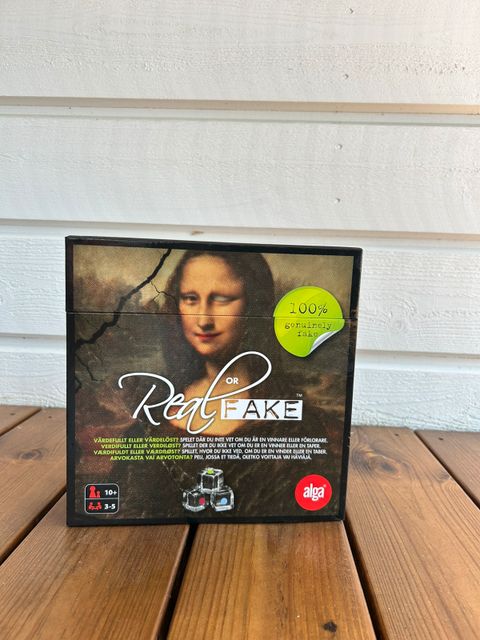 100%
genuinely
fake
OR
Real FAKE™
VÄRDEFULLT ELLER VÄRDELÖST? SPELET DÄR DU INTE VET OM DU ÄR EN VINNARE ELLER FÖRLORARE.
VERDIFULLT ELLER VERDILØST? SPILLET DER DU IKKE VET OM DU ER EN VINNER ELLER EN TAPER.
VÆRDIFULDT ELLER VÆRDILØST? SPILLET, HVOR DU IKKE VED, OM DU ER EN VINDER ELLER EN TABER.
ARVOKASTA VAI ARVOTONTA? PELI, JOSSA ET TIEDÄ, OLETKO VOITTAJA VAI HÄVIÄJÄ.
10+
3-5
alga